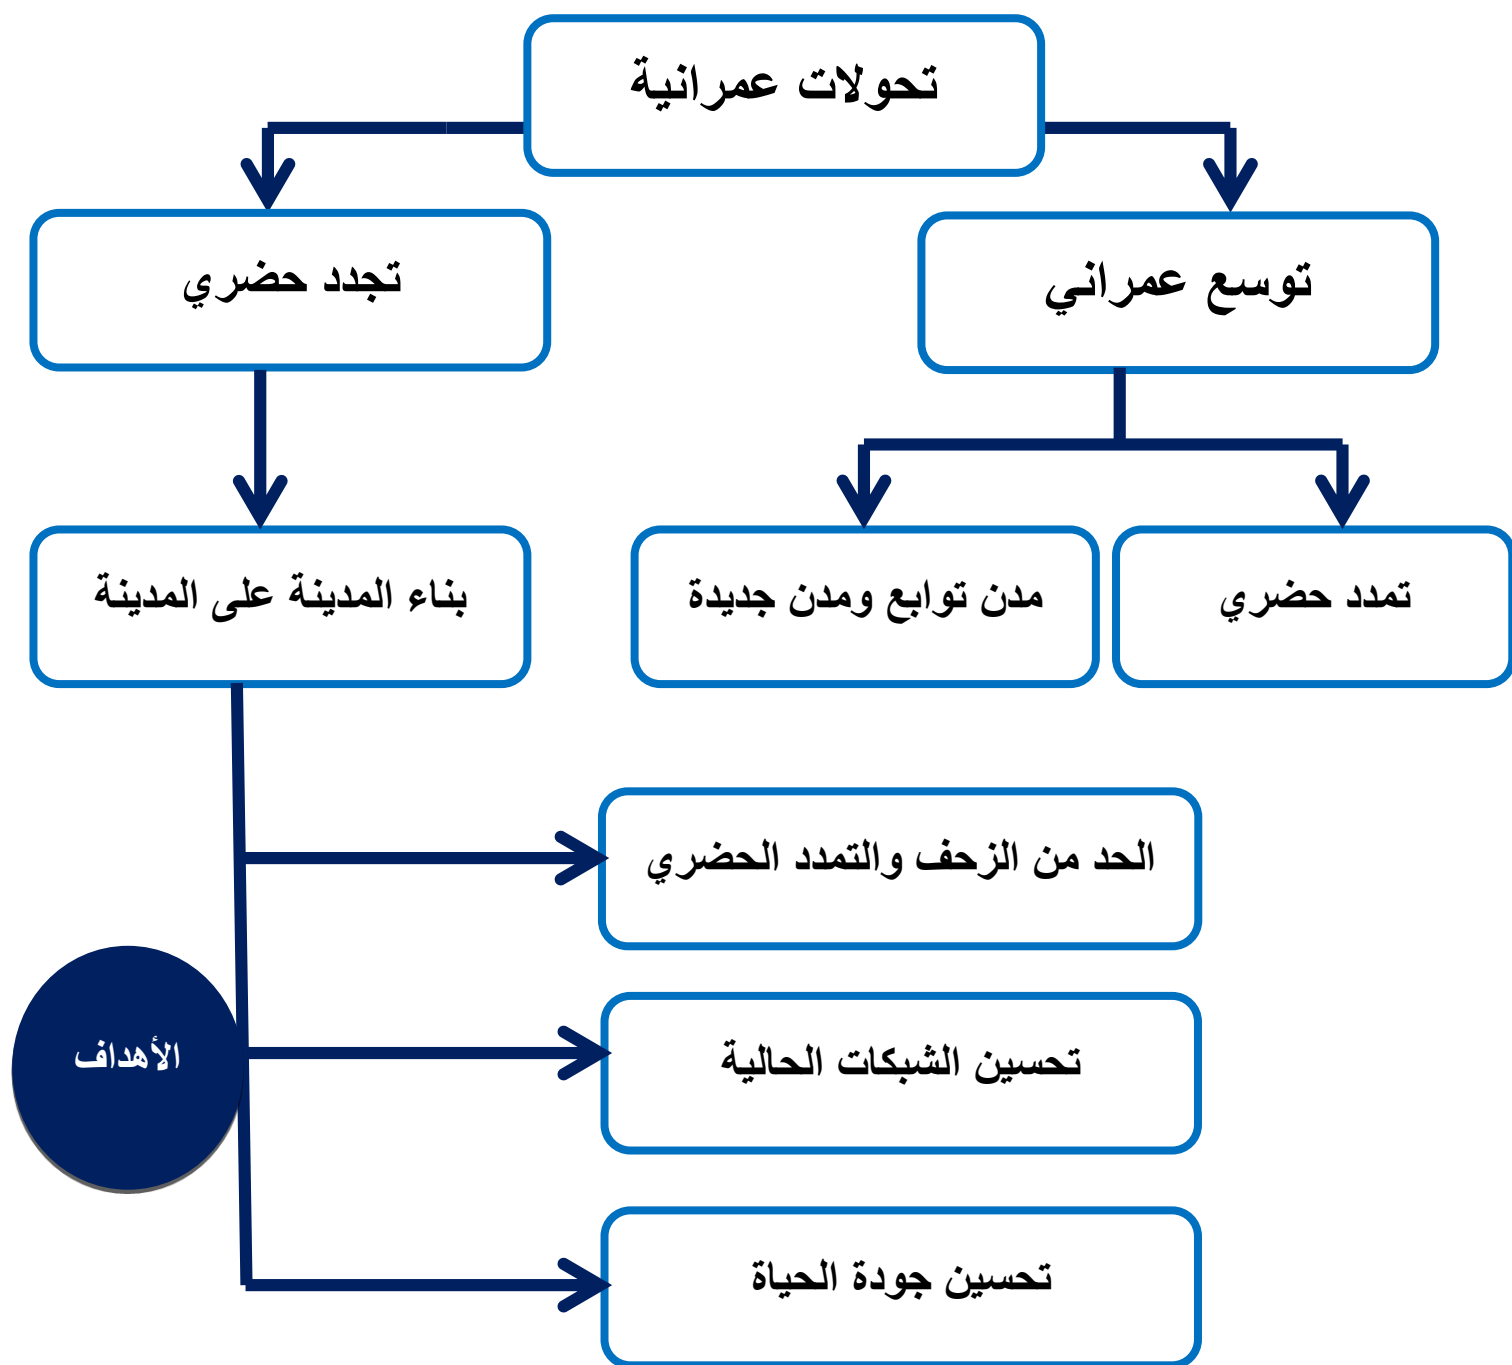 تحولات عمرانية
توسع عمراني
تجدد حضري
تمدد حضري
مدن توابع ومدن جديدة
بناء المدينة على المدينة
الحد من الزحف والتمدد الحضري
الأهداف
تحسين الشبكات الحالية
تحسين جودة الحياة